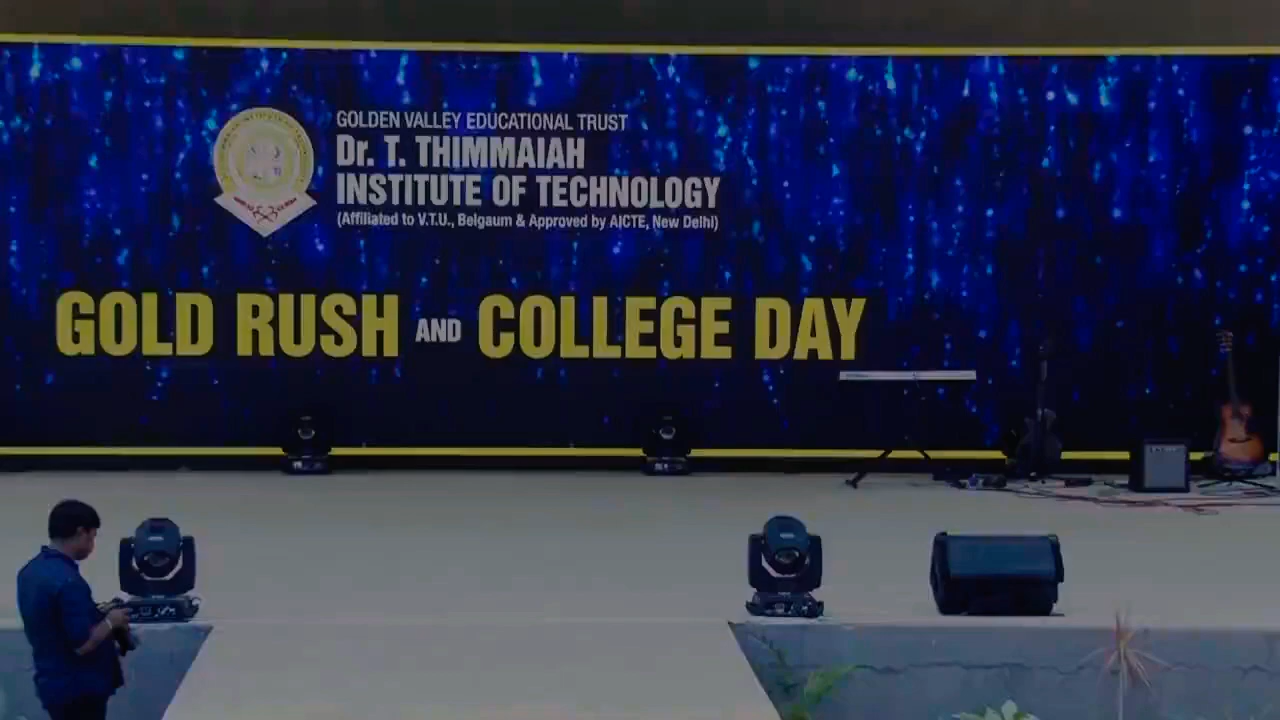 GOLDEN VALLEY EDUCATIONAL TRUST
Dr. T. THIMMAIAH
INSTITUTE OF TECHNOLOGY
(Affiliated to V.T.U., Belgaum & Approved by AICTE, New Delhi)
GOLD RUSH AND COLLEGE DAY